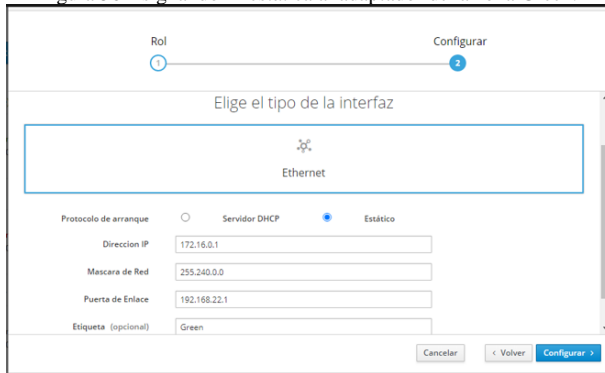 Rol Configurar
1 2
Elige el tipo de la interfaz
Ethernet
Protocolo de arranque Servidor DHCP Estático
Direccion IP 172.16.0.1
Mascara de Red 255.240.0.0
Puerta de Enlace 192.168.22.1
Etiqueta (opcional) Green
Cancelar < Volver Configurar >